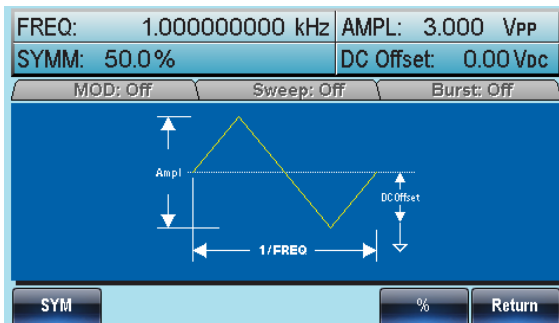 FREQ: 1.000000000 kHz AMPL: 3.000 VPP
SYMM: 50.0% DC Offset: 0.00 VDC
MOD: Off Sweep: Off Burst: Off
Ampl
DC Offset
1/FREQ
SYM % Return